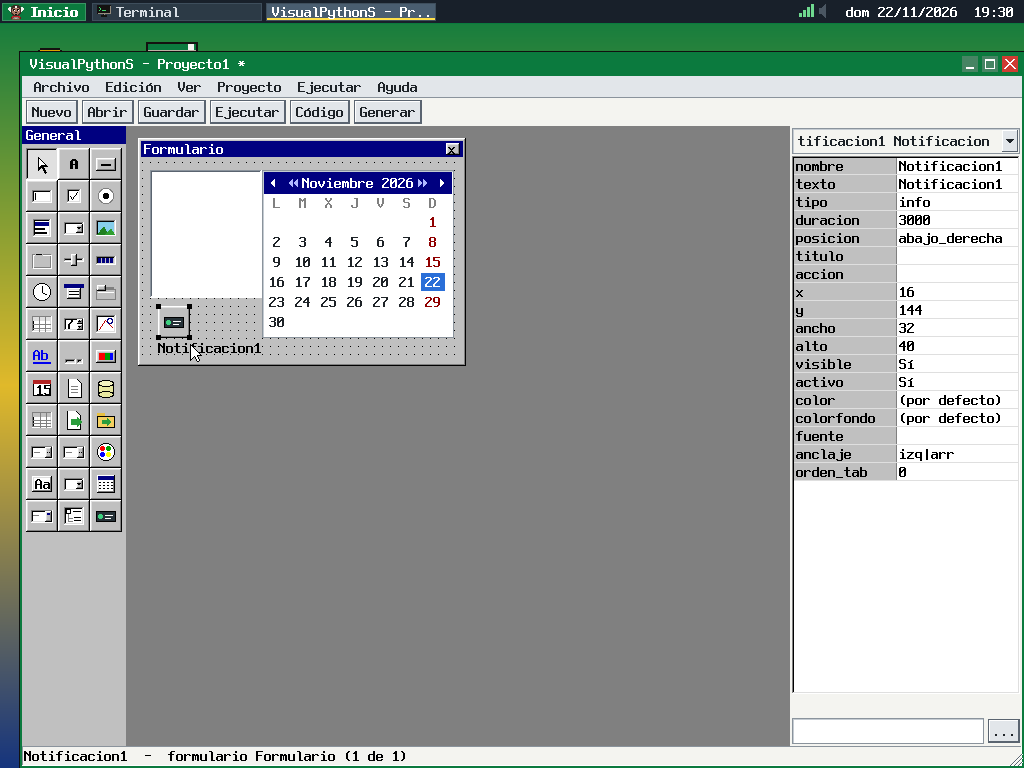 Inicio
Terminal
VisualPythonS - Pr..
dom 22/11/2026 19:30
VisualPythonS - Proyecto1 *
Archivo Edición Ver Proyecto Ejecutar Ayuda
Nuevo Abrir Guardar Ejecutar Código Generar
General
A
Ab
15
Aa
Formulario
Noviembre 2026
L M X J V S D
1
2 3 4 5 6 7 8
9 10 11 12 13 14 15
16 17 18 19 20 21 22
23 24 25 26 27 28 29
30
Notificacion1
tificacion1 Notificacion
nombre Notificacion1
texto Notificacion1
tipo info
duracion 3000
posicion abajo_derecha
titulo
accion
x 16
y 144
ancho 32
alto 40
visible Sí
activo Sí
color (por defecto)
colorfondo (por defecto)
fuente
anclaje izq|arr
orden_tab 0
...
Notificacion1 - formulario Formulario (1 de 1)